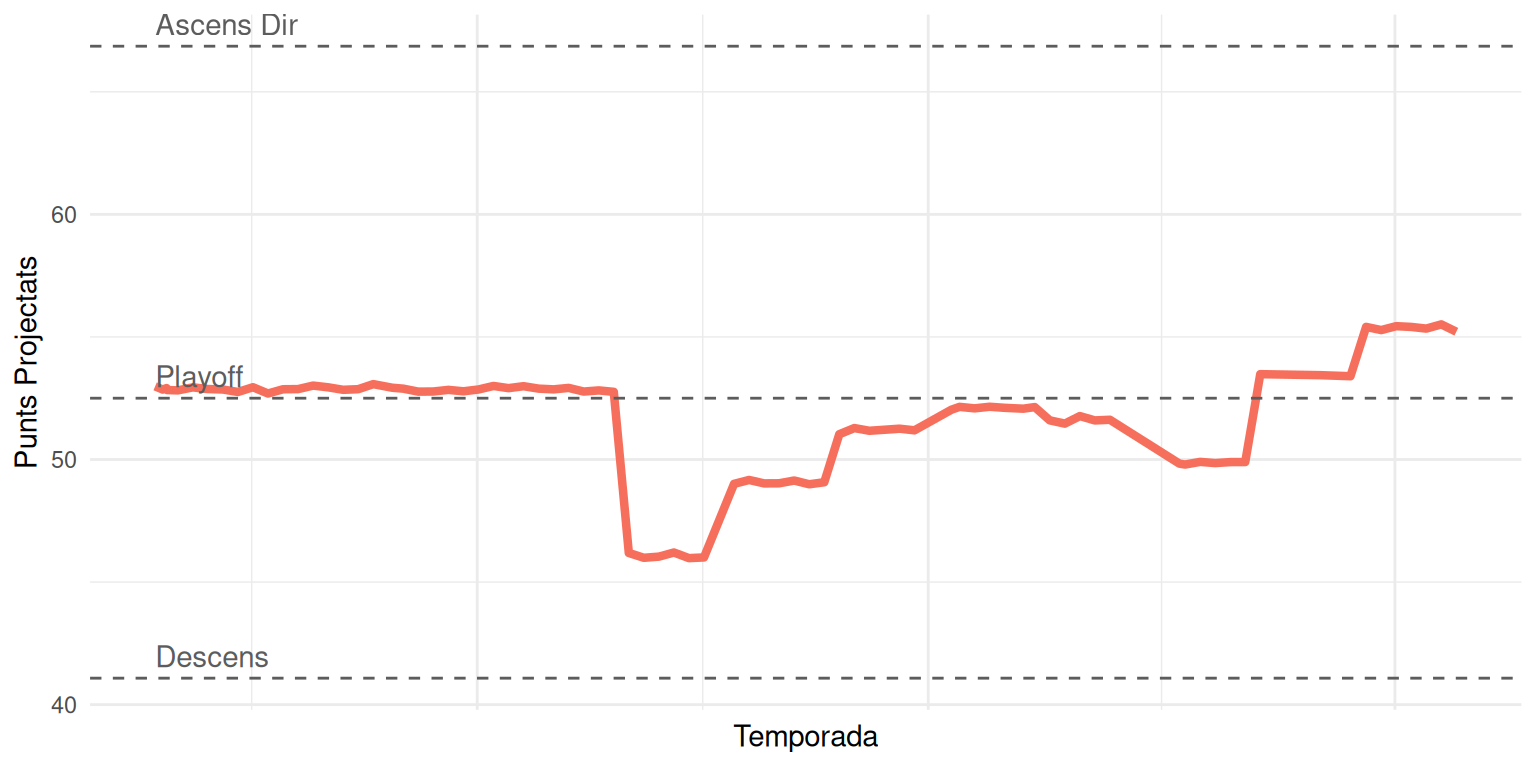 Ascens Dir
60
Punts Projectats
Playoff
50
Descens
40
Temporada